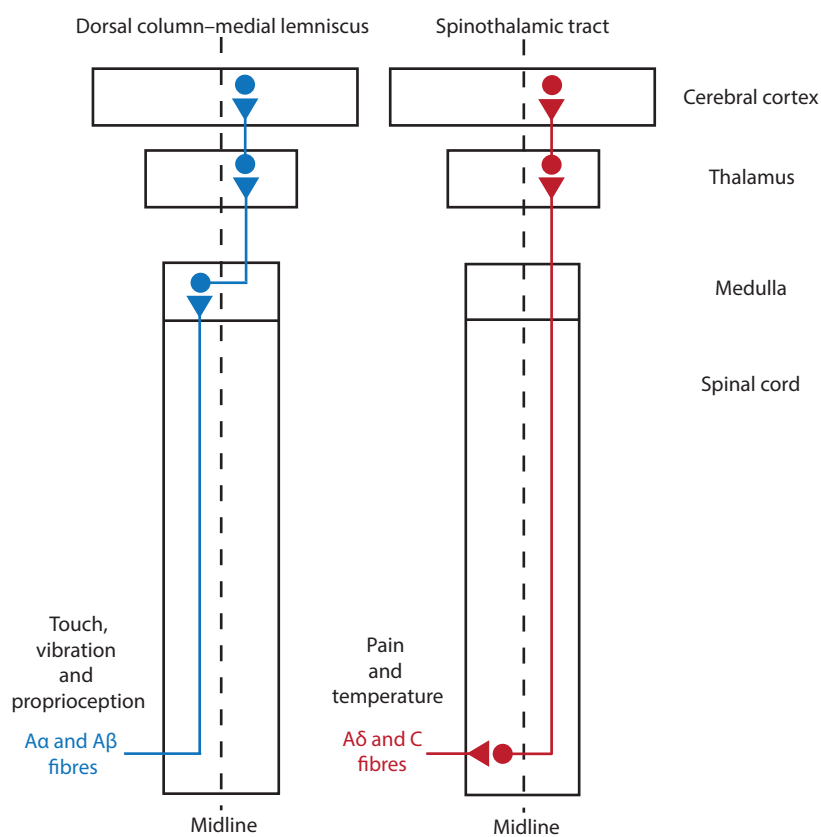 Dorsal column–medial lemniscus
Spinothalamic tract
Cerebral cortex
Thalamus
Medulla
Spinal cord
Touch,
vibration
and
proprioception
Aα and Aβ
fibres
Pain
and
temperature
Aδ and C
fibres
Midline
Midline